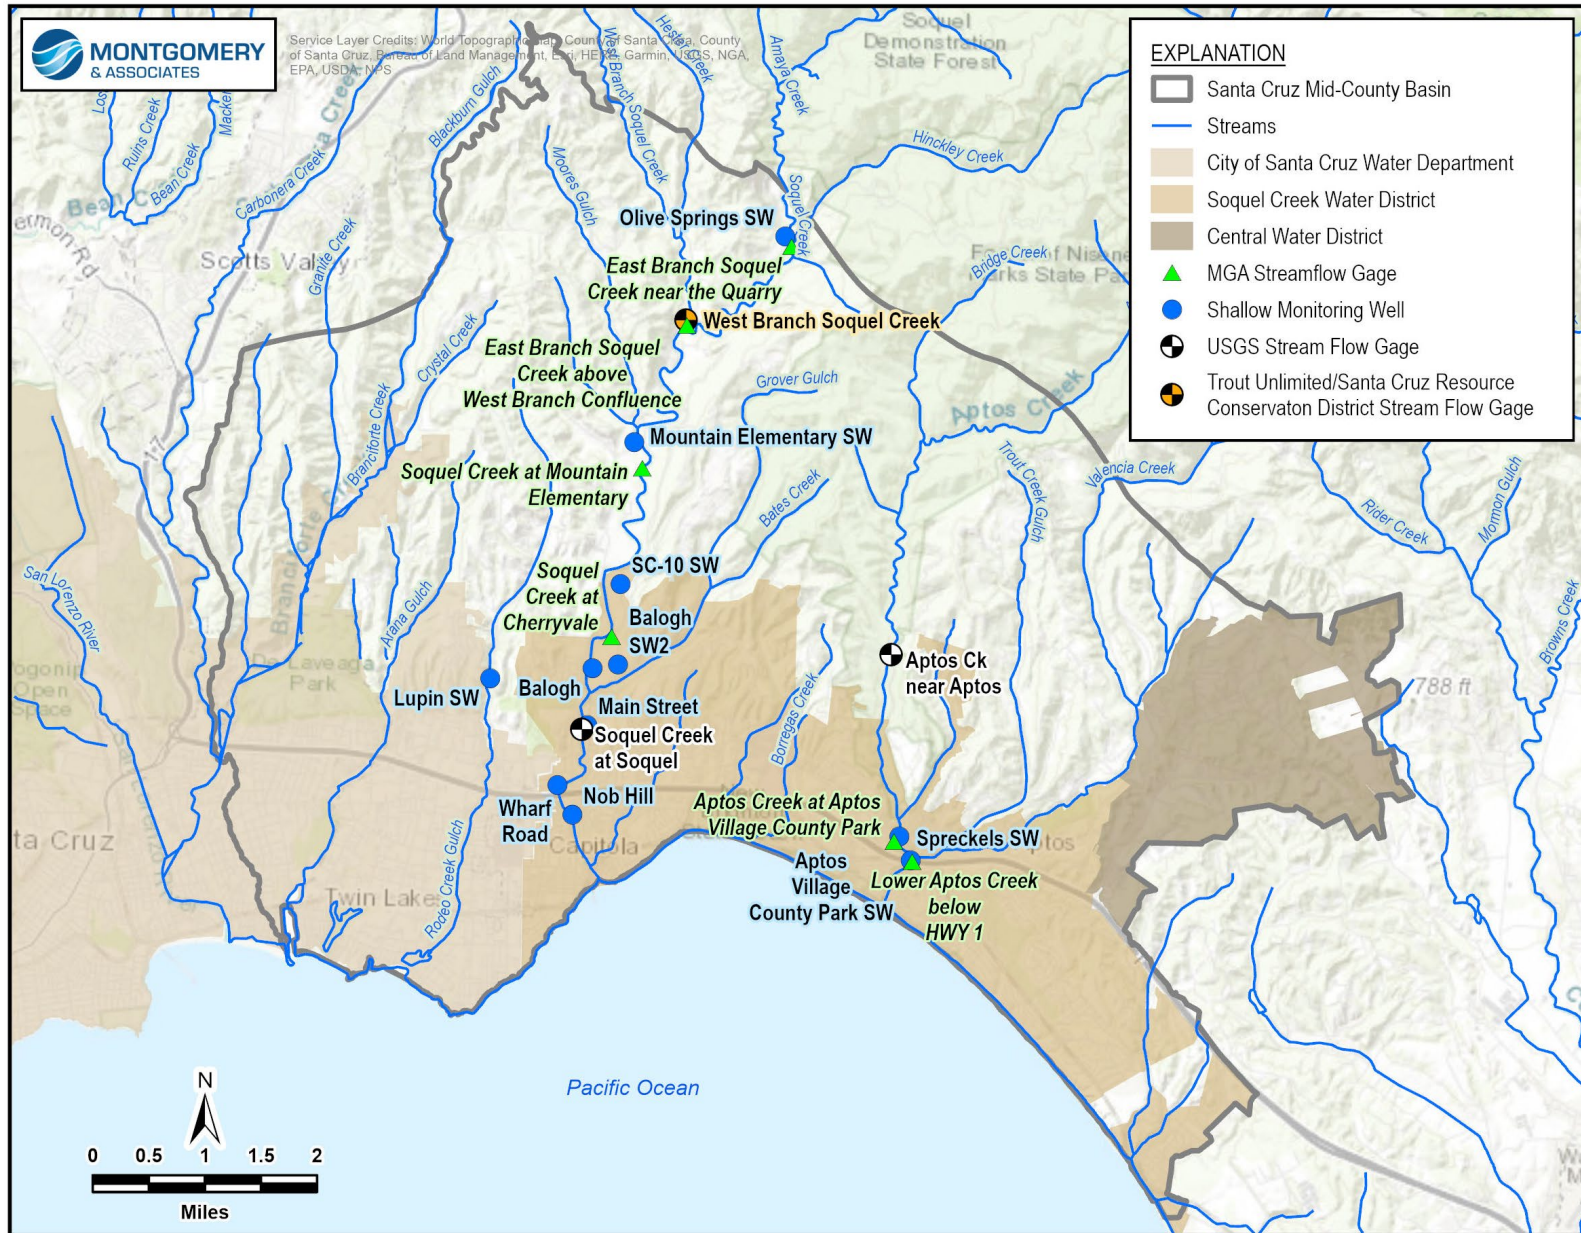 MONTGOMERY
& ASSOCIATES
Service Layer Credits: World Topographic Map: County of Santa Clara, County
of Santa Cruz, Bureau of Land Management, Esri, HERE, Garmin, USGS, NGA,
EPA, USDA, NPS
EXPLANATION
Santa Cruz Mid-County Basin
Streams
City of Santa Cruz Water Department
Soquel Creek Water District
Central Water District
MGA Streamflow Gage
Shallow Monitoring Well
USGS Stream Flow Gage
Trout Unlimited/Santa Cruz Resource
Conservaton District Stream Flow Gage
Soquel
Demonstration
State Forest
Ruins Creek
Bean Creek
Carbonera Creek
Blackburn Gulch
West Branch Soquel Creek
Hester Creek
Amaya Creek
Hinckley Creek
Soquel Creek
Moores Gulch
Granite Creek
Scotts Valley
Crystal Creek
Branciforte Creek
17
Olive Springs SW
East Branch Soquel
Creek near the Quarry
West Branch Soquel Creek
East Branch Soquel
Creek above
West Branch Confluence
Bridge Creek
Grover Gulch
Aptos Creek
Mountain Elementary SW
Soquel Creek at Mountain
Elementary
Bates Creek
Trout Creek Gulch
Valencia Creek
Rider Creek
Mormon Gulch
Browns Creek
San Lorenzo River
Arana Gulch
SC-10 SW
Soquel
Creek at
Cherryvale
Balogh
SW2
Balogh
Lupin SW
Main Street
Soquel Creek
at Soquel
Aptos Ck
near Aptos
Borregas Creek
788 ft
De Laveaga
Park
Open
Space
Nob Hill
Wharf
Road
Capitola
Aptos Creek at Aptos
Village County Park
Spreckels SW
Aptos
Village
County Park SW
Lower Aptos Creek
below
HWY 1
ta Cruz
Twin Lakes
Rodeo Creek Gulch
Pacific Ocean
N
0 0.5 1 1.5 2
Miles